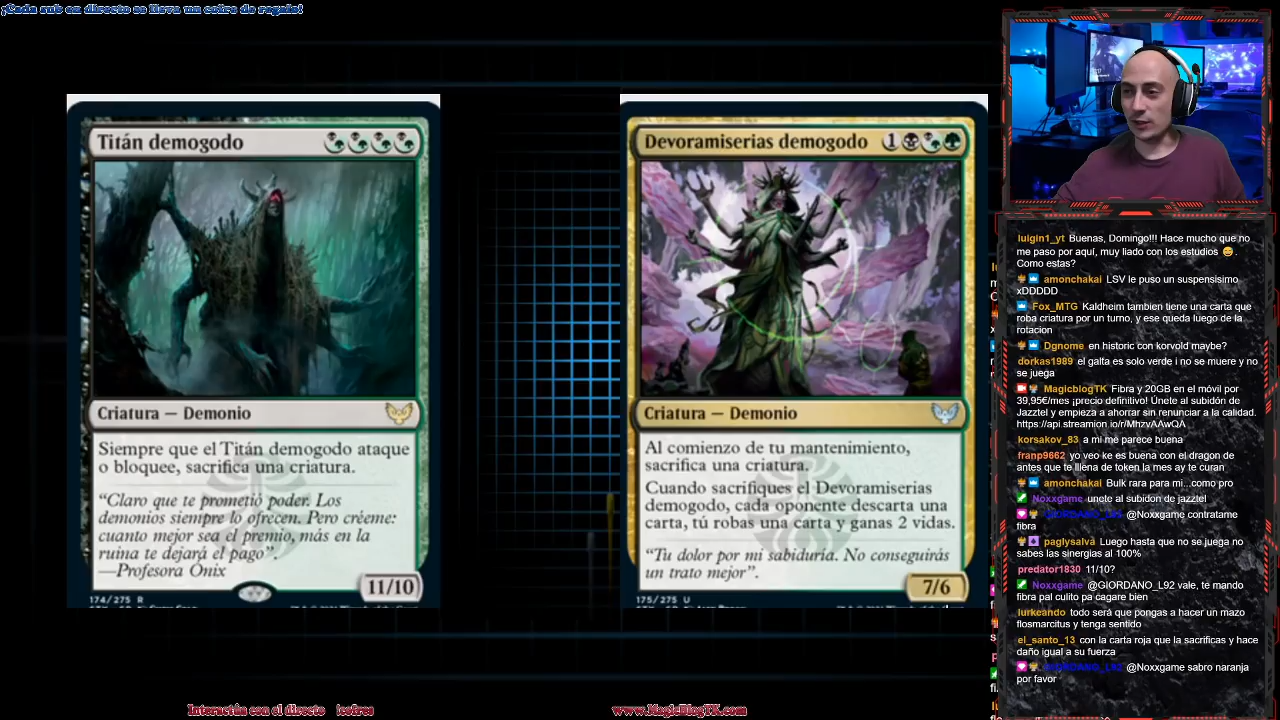 ¡Cada sub en directo se lleva un cofre de regalo!
Titán demogodo
Criatura — Demonio
Siempre que el Titán demogodo ataque
o bloquee, sacrifica una criatura.
“Claro que te prometió poder. Los
demonios siempre lo ofrecen. Pero créeme:
cuanto mejor sea el premio, más en la
ruina te dejará el pago”.
—Profesora Ónix
11/10
174/275 R
Devoramiserias demogodo 1
Criatura — Demonio
Al comienzo de tu mantenimiento,
sacrifica una criatura.
Cuando sacrifiques el Devoramiserias
demogodo, cada oponente descarta una
carta, tú robas una carta y ganas 2 vidas.
“Tu dolor por mi sabiduría. No conseguirás
un trato mejor”.
7/6
175/275 U
luigin1_yt Buenas, Domingo!!! Hace mucho que no
me paso por aquí, muy liado con los estudios 😅.
Como estas?
amonchakai LSV le puso un suspensisimo
xDDDDD
Fox_MTG Kaldheim tambien tiene una carta que
roba criatura por un turno, y ese queda luego de la
rotacion
Dgnome en historic con korvold maybe?
dorkas1989 el galta es solo verde i no se muere y no
se juega
MagicblogTK Fibra y 20GB en el móvil por
39,95€/mes ¡precio definitivo! Únete al subidón de
Jazztel y empieza a ahorrar sin renunciar a la calidad.
https://api.streamion.io/r/MhzvAAwQA
korsakov_83 a mi me parece buena
franp9662 yo veo ke es buena con el dragon de
antes que te lllena de token la mes ay te curan
amonchakai Bulk rara para mi...como pro
Noxxgame unete al subidon de jazztel
GIORDANO_L92 @Noxxgame contratame
fibra
paglysalva Luego hasta que no se juega no
sabes las sinergias al 100%
predator1830 11/10?
Noxxgame @GIORDANO_L92 vale, te mando
fibra pal culito pa cagare bien
lurkeando todo será que pongas a hacer un mazo
flosmarcitus y tenga sentido
el_santo_13 con la carta roja que la sacrificas y hace
daño igual a su fuerza
GIORDANO_L92 @Noxxgame sabro naranja
por favor
Interactúa con el directo !cofres
www.MagicBlogTK.com